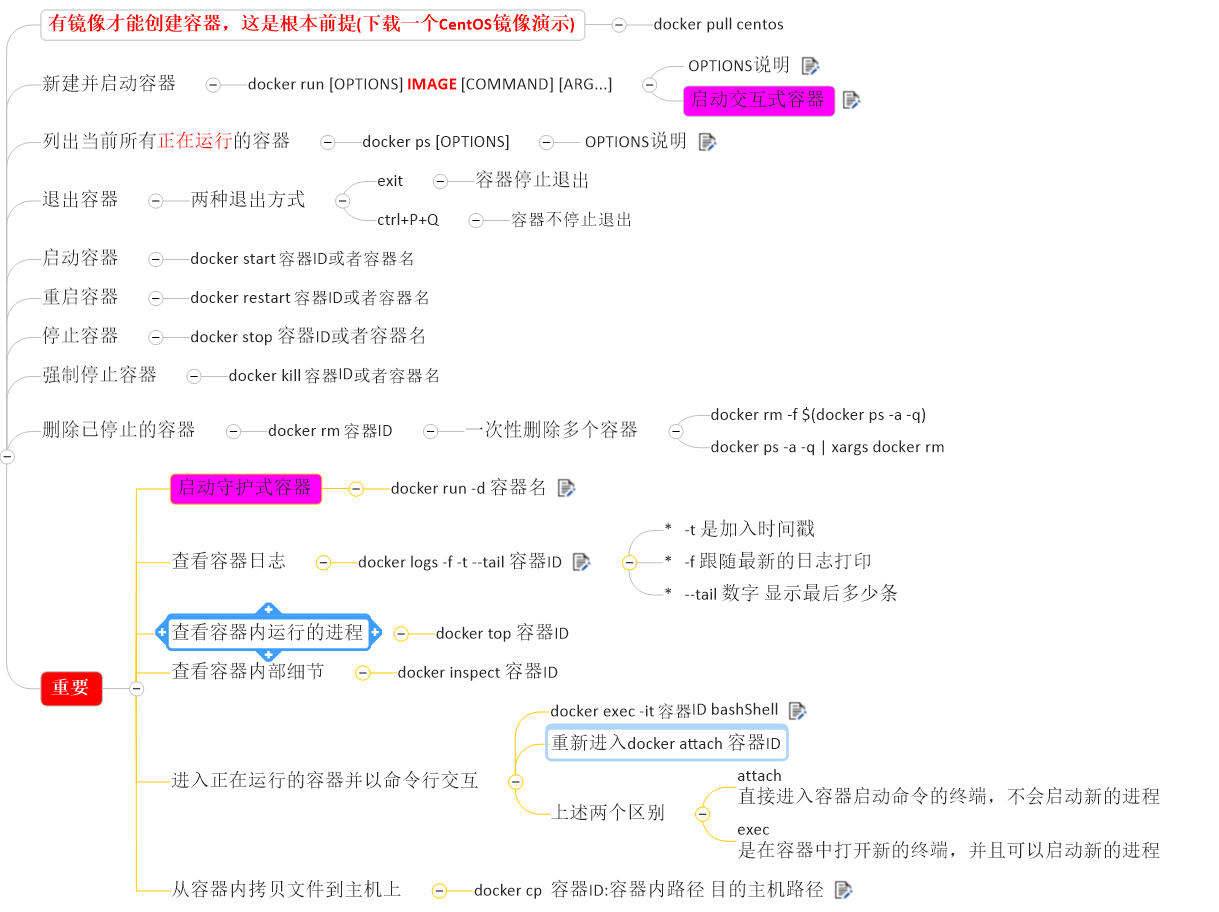 有镜像才能创建容器，这是根本前提(下载一个CentOS镜像演示)
docker pull centos
新建并启动容器
docker run [OPTIONS] IMAGE [COMMAND] [ARG...]
OPTIONS说明
启动交互式容器
列出当前所有正在运行的容器
docker ps [OPTIONS]
OPTIONS说明
退出容器
两种退出方式
exit
容器停止退出
ctrl+P+Q
容器不停止退出
启动容器
docker start 容器ID或者容器名
重启容器
docker restart 容器ID或者容器名
停止容器
docker stop 容器ID或者容器名
强制停止容器
docker kill 容器ID或者容器名
删除已停止的容器
docker rm 容器ID
一次性删除多个容器
docker rm -f $(docker ps -a -q)
docker ps -a -q | xargs docker rm
重要
启动守护式容器
docker run -d 容器名
查看容器日志
docker logs -f -t --tail 容器ID
* -t 是加入时间戳
* -f 跟随最新的日志打印
* --tail 数字 显示最后多少条
查看容器内运行的进程
docker top 容器ID
查看容器内部细节
docker inspect 容器ID
进入正在运行的容器并以命令行交互
docker exec -it 容器ID bashShell
重新进入docker attach 容器ID
上述两个区别
attach
直接进入容器启动命令的终端，不会启动新的进程
exec
是在容器中打开新的终端，并且可以启动新的进程
从容器内拷贝文件到主机上
docker cp 容器ID:容器内路径 目的主机路径